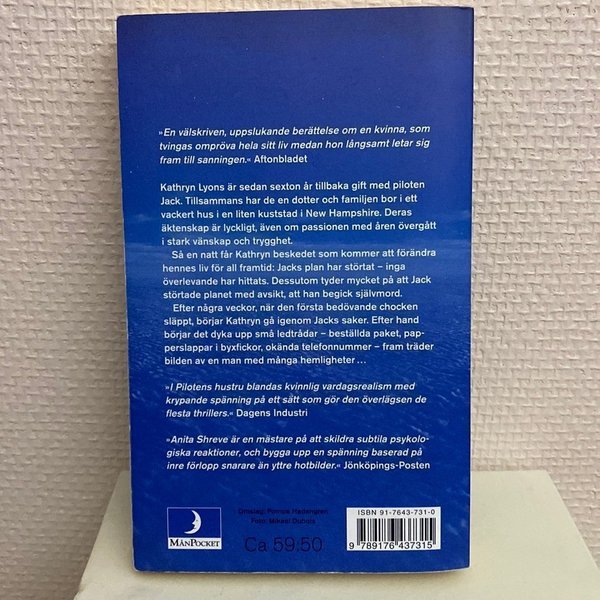 »En välskriven, uppslukande berättelse om en kvinna, som
tvingas ompröva hela sitt liv medan hon långsamt letar sig
fram till sanningen.« Aftonbladet
Kathryn Lyons är sedan sexton år tillbaka gift med piloten
Jack. Tillsammans har de en dotter och familjen bor i ett
vackert hus i en liten kuststad i New Hampshire. Deras
äktenskap är lyckligt, även om passionen med åren övergått
i stark vänskap och trygghet.
Så en natt får Kathryn beskedet som kommer att förändra
hennes liv för all framtid: Jacks plan har störtat – inga
överlevande har hittats. Dessutom tyder mycket på att Jack
störtade planet med avsikt, att han begick självmord.
Efter några veckor, när den första bedövande chocken
släppt, börjar Kathryn gå igenom Jacks saker. Efter hand
börjar det dyka upp små ledtrådar – beställda paket, pap-
perslappar i byxfickor, okända telefonnummer – fram träder
bilden av en man med många hemligheter ...
»I Pilotens hustru blandas kvinnlig vardagsrealism med
krypande spänning på ett sätt som gör den överlägsen de
flesta thrillers.« Dagens Industri
»Anita Shreve är en mästare på att skildra subtila psykolo-
giska reaktioner, och bygga upp en spänning baserad på
inre förlopp snarare än yttre hotbilder.« Jönköpings-Posten
MÅNPOCKET
Omslag:
Foto: Mikael
Ca 59.50
ISBN 91-7643-731-0
9 789176 437315